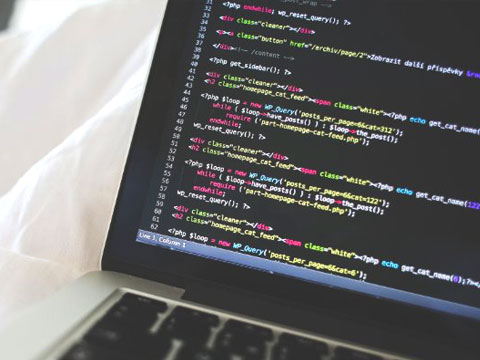 31 <?php endwhile; wp_reset_query(); ?>
32
33 <div class="cleaner"></div>
34
35 <p><a class="button" href="/archiv/page/2">Zobrazit další příspěvky
36
37 </div><!-- /content -->
38
39 <?php get_sidebar(); ?>
40
41 <div class="cleaner"></div>
42 <h2 class="homepage_cat_feed"><span class="white"><?php echo get_cat_name(
43
44 <?php $loop = new WP_Query('posts_per_page=6&cat=312');
45 while ( $loop->have_posts() ) : $loop->the_post();
46 require ('part-homepage-cat-feed.php');
47 endwhile;
48 wp_reset_query(); ?>
49
50 <div class="cleaner"></div>
51 <h2 class="homepage_cat_feed"><span class="white"><?php echo get_cat_name(122
52
53 <?php $loop = new WP_Query('posts_per_page=6&cat=122');
54 while ( $loop->have_posts() ) : $loop->the_post();
55 require ('part-homepage-cat-feed.php');
56 endwhile;
57 wp_reset_query(); ?>
58
59 <div class="cleaner"></div>
60 <h2 class="homepage_cat_feed"><span class="white"><?php echo get_cat_name(6);?></
61
62 <?php $loop = new WP_Query('posts_per_page=6&cat=6');
Line 1, Column 1